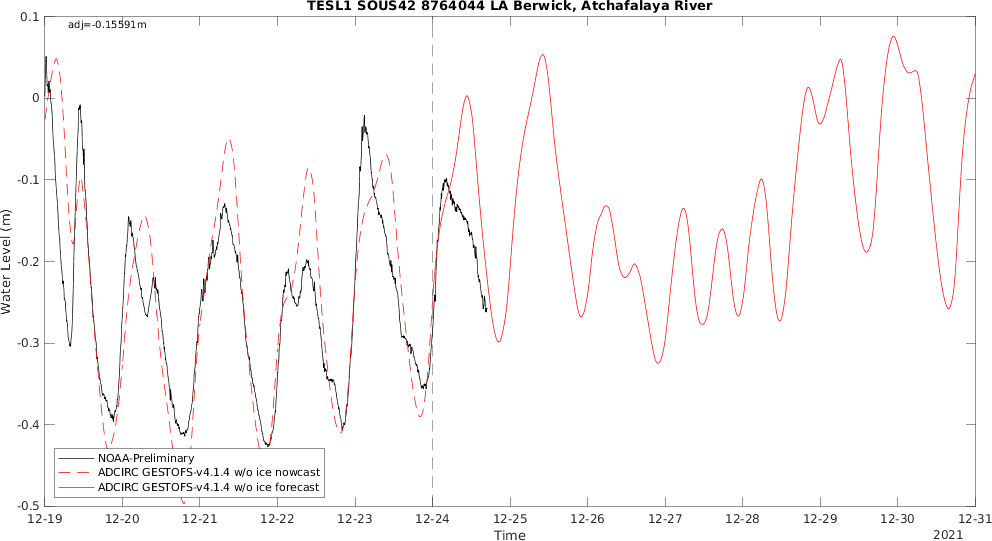 TESL1 SOUS42 8764044 LA Berwick, Atchafalaya River
adj=-0.15591m
0.1
0
-0.1
-0.2
-0.3
-0.4
-0.5
Water Level (m)
NOAA-Preliminary
ADCIRC GESTOFS-v4.1.4 w/o ice nowcast
ADCIRC GESTOFS-v4.1.4 w/o ice forecast
12-19 12-20 12-21 12-22 12-23 12-24 12-25 12-26 12-27 12-28 12-29 12-30 12-31
Time
2021